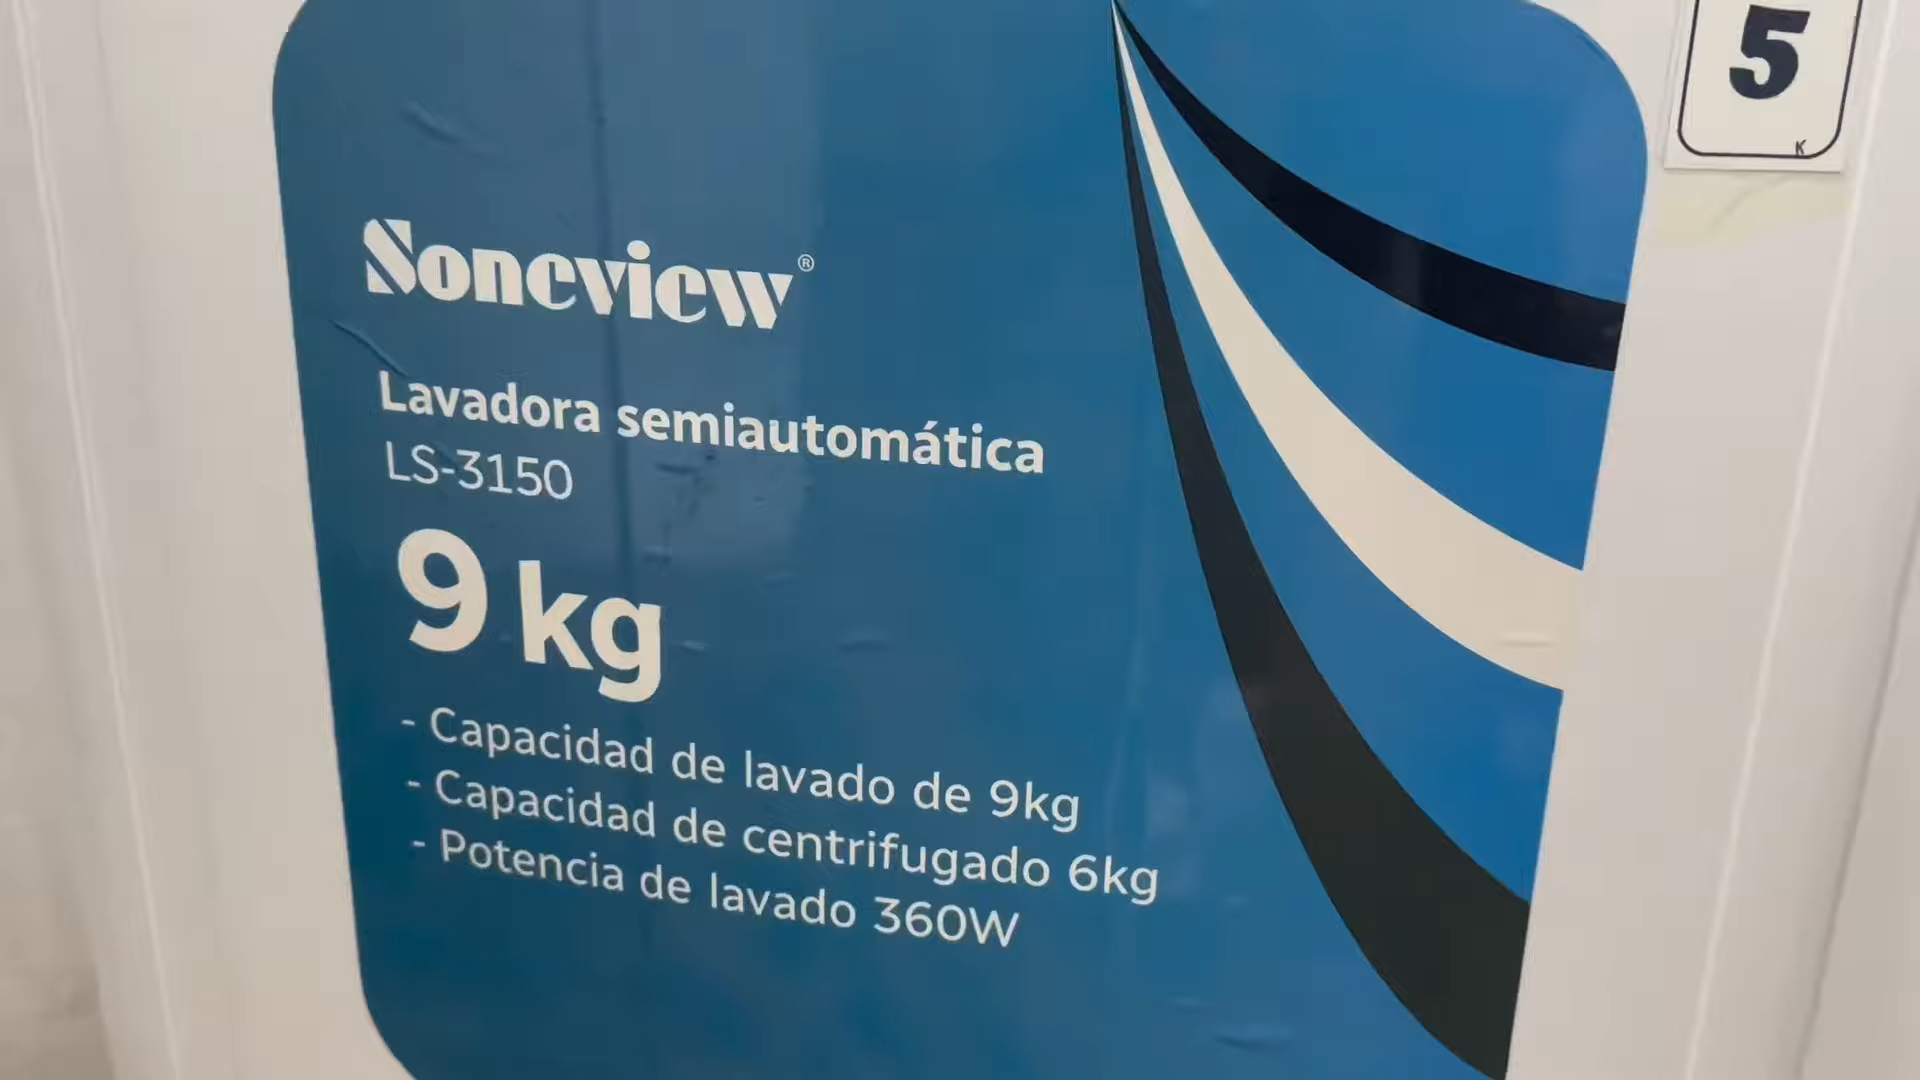 5
K
Soneview®
Lavadora semiautomática
LS-3150
9 kg
- Capacidad de lavado de 9kg
- Capacidad de centrifugado 6kg
- Potencia de lavado 360W